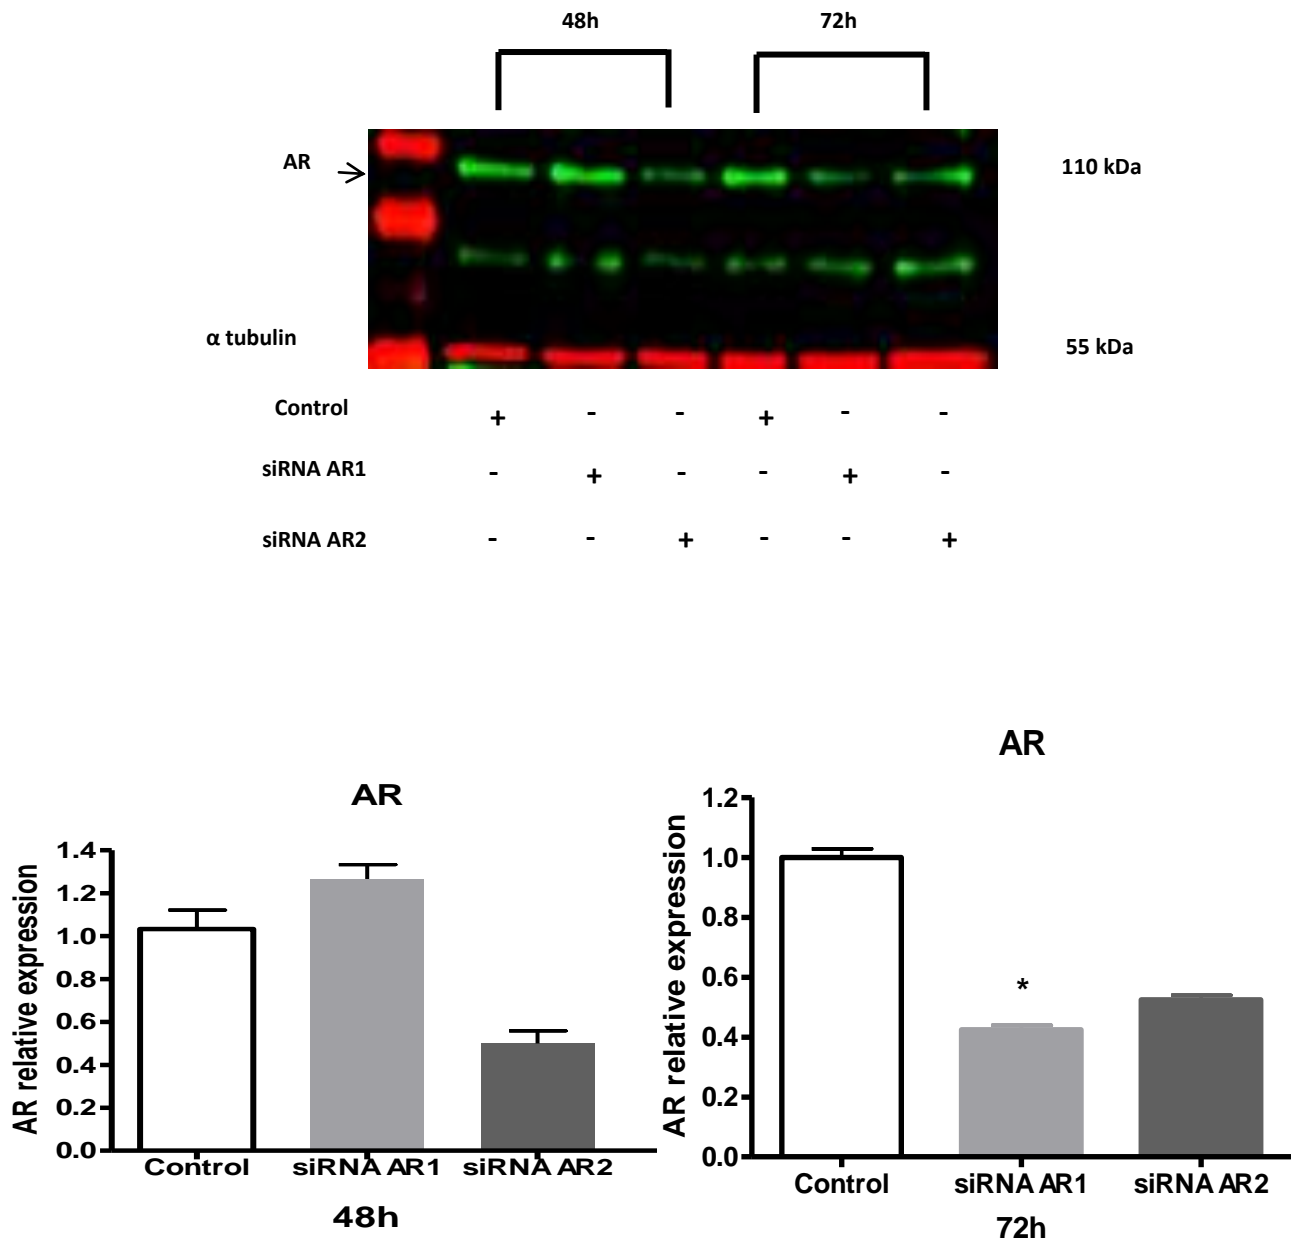 48h 72h
AR 110 kDa
α tubulin 55 kDa
Control + - - + - -
siRNA AR1 - + - - + -
siRNA AR2 - - + - - +
AR
1.4
1.2
1.0
0.8
0.6
0.4
0.2
0.0
AR relative expression
Control siRNA AR1 siRNA AR2
48h
AR
1.2
1.0
0.8
0.6
*
0.4
0.2
0.0
AR relative expression
Control siRNA AR1 siRNA AR2
72h